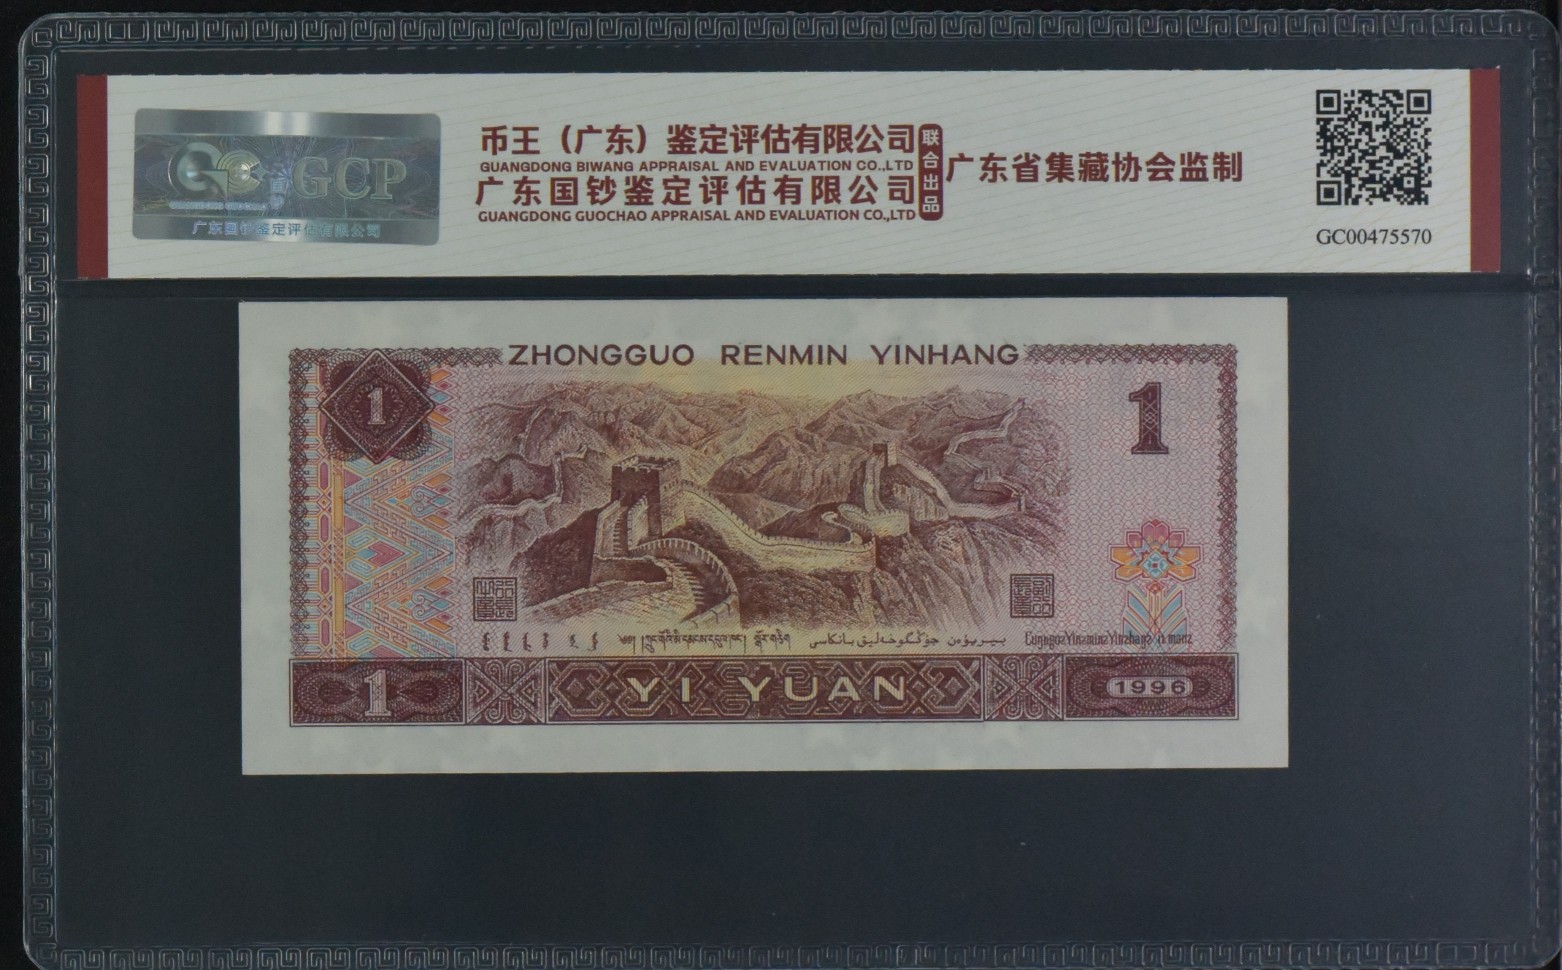 GCP
广东国钞鉴定评估有限公司
币王（广东）鉴定评估有限公司
GUANGDONG BIWANG APPRAISAL AND EVALUATION CO.,LTD
广东国钞鉴定评估有限公司
GUANGDONG GUOCHAO APPRAISAL AND EVALUATION CO.,LTD
联合出品
广东省集藏协会监制
GC00475570
ZHONGGUO RENMIN YINHANG
1
1
YI YUAN
1
1996